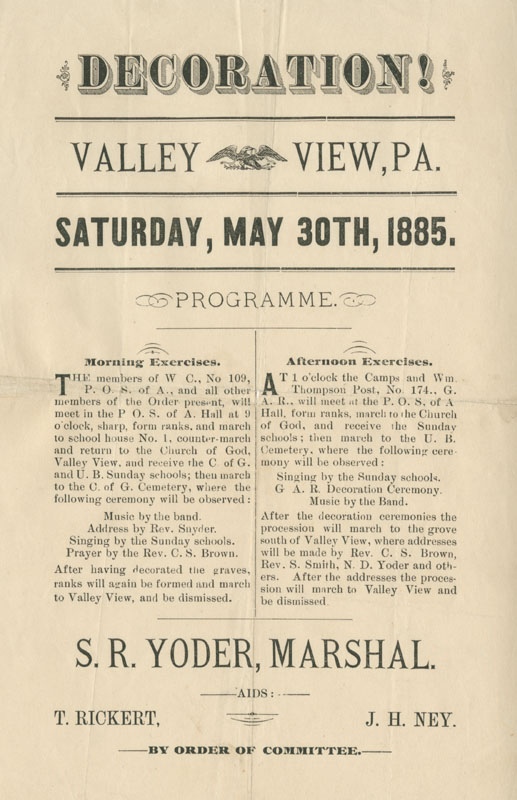 DECORATION!
VALLEY VIEW, PA.
SATURDAY, MAY 30TH, 1885.
PROGRAMME.
Morning Exercises.
THE members of W C., No 109,
P. O. S. of A., and all other
members of the Order present, will
meet in the P O. S. of A. Hall at 9
o'clock, sharp, form ranks, and march
to school house No. 1, counter-march
and return to the Church of God,
Valley View, and receive the C. of G.
and U. B. Sunday schools; then march
to the C. of G. Cemetery, where the
following ceremony will be observed:
Music by the band.
Address by Rev. Snyder.
Singing by the Sunday schools.
Prayer by the Rev. C. S. Brown.
After having decorated the graves,
ranks will again be formed and march
to Valley View, and be dismissed.
Afternoon Exercises.
AT 1 o'clock the Camps and Wm.
Thompson Post, No. 174., G.
A. R., will meet at the P. O. S. of A
Hall, form ranks, march to the Church
of God, and receive the Sunday
schools; then march to the U. B.
Cemetery, where the following cere-
mony will be observed:
Singing by the Sunday schools.
G A. R. Decoration Ceremony.
Music by the Band.
After the decoration ceremonies the
procession will march to the grove
south of Valley View, where addresses
will be made by Rev. C. S. Brown,
Rev. S. Smith, N. D. Yoder and oth-
ers. After the addresses the proces-
sion will march to Valley View and
be dismissed.
S. R. YODER, MARSHAL.
AIDS:
T. RICKERT, J. H. NEY.
BY ORDER OF COMMITTEE.